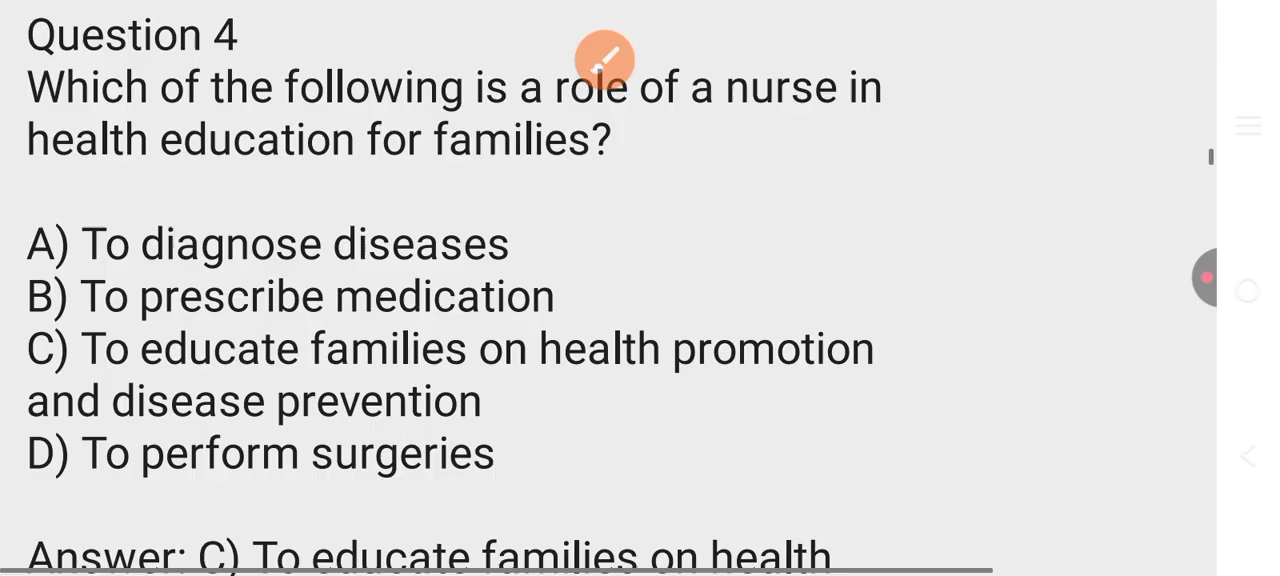 Question 4
Which of the following is a role of a nurse in
health education for families?
A) To diagnose diseases
B) To prescribe medication
C) To educate families on health promotion
and disease prevention
D) To perform surgeries
Answer: C) To educate families on health